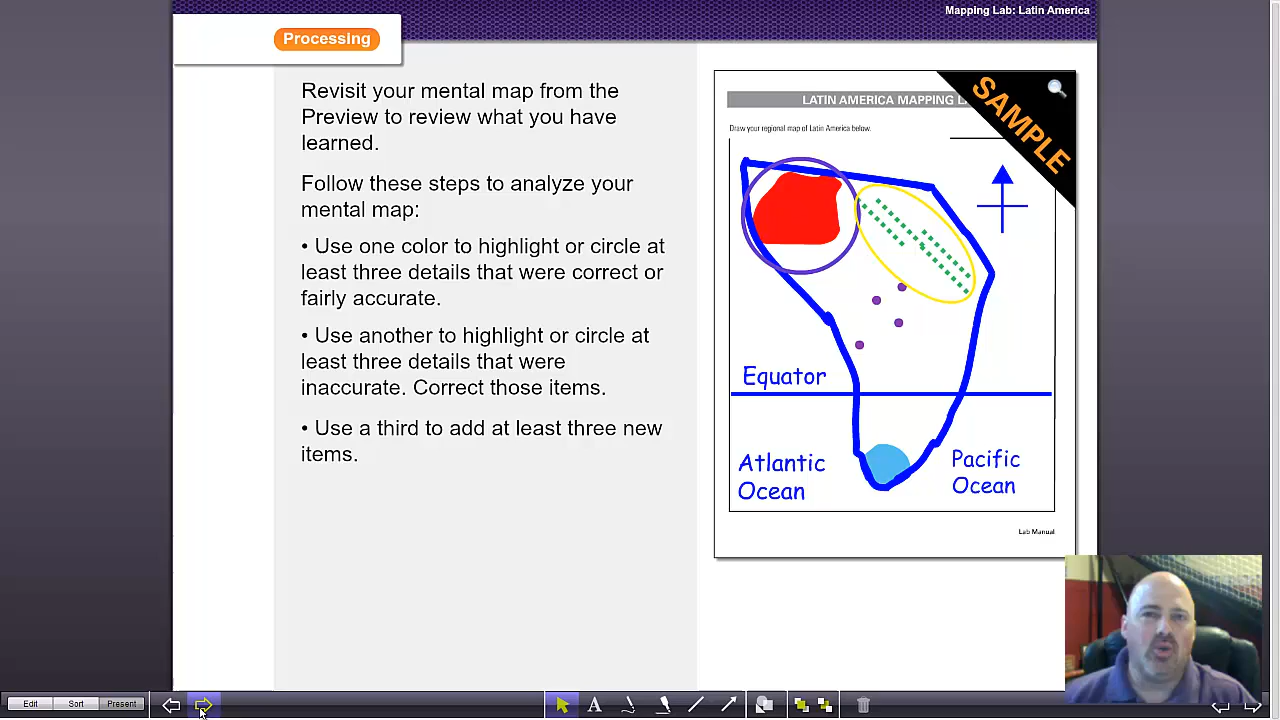 Mapping Lab: Latin America
Processing
Revisit your mental map from the
Preview to review what you have
learned.
Follow these steps to analyze your
mental map:
• Use one color to highlight or circle at
least three details that were correct or
fairly accurate.
• Use another to highlight or circle at
least three details that were
inaccurate. Correct those items.
• Use a third to add at least three new
items.
LATIN AMERICA MAPPING
SAMPLE
Draw your regional map of Latin America below.
Equator
Atlantic
Ocean
Pacific
Ocean
Lab Manual
Edit
Sort
Present
A